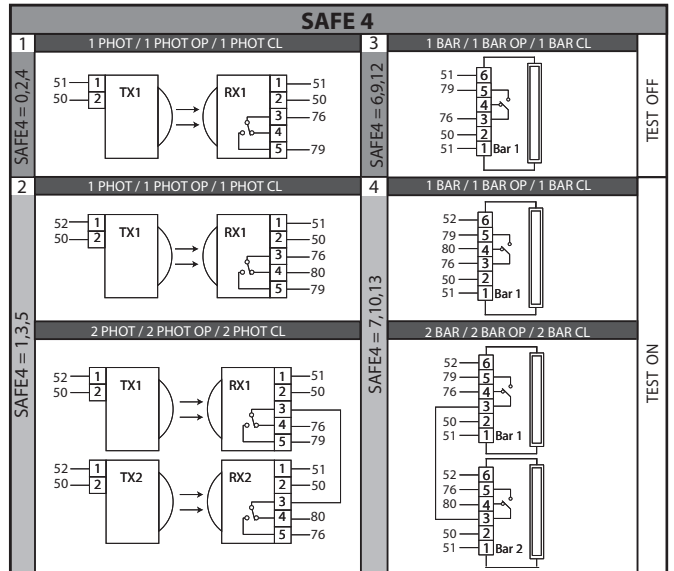 SAFE 4
1
1 PHOT / 1 PHOT OP / 1 PHOT CL
SAFE4 = 0,2,4
51 1
50 2
TX1
RX1
1 51
2 50
3 76
4
5 79
3
1 BAR / 1 BAR OP / 1 BAR CL
SAFE4 = 6,9,12
51 6
79 5
4
76 3
50 2
51 1 Bar 1
TEST OFF
2
1 PHOT / 1 PHOT OP / 1 PHOT CL
SAFE4 = 1,3,5
52 1
50 2
TX1
RX1
1 51
2 50
3 76
4 80
5 79
2 PHOT / 2 PHOT OP / 2 PHOT CL
52 1
50 2
TX1
RX1
1 51
2 50
3
4 76
5 79
52 1
50 2
TX2
RX2
1 51
2 50
3
4 80
5 76
4
1 BAR / 1 BAR OP / 1 BAR CL
SAFE4 = 7,10,13
52 6
79 5
80 4
76 3
50 2
51 1 Bar 1
2 BAR / 2 BAR OP / 2 BAR CL
52 6
79 5
76 4
3
50 2
51 1 Bar 1
52 6
76 5
80 4
3
50 2
51 1 Bar 2
TEST ON